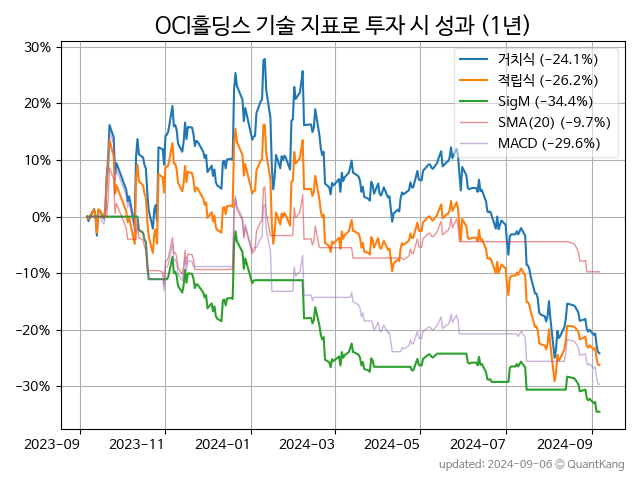 OCI홀딩스 기술 지표로 투자 시 성과 (1년)
30%
20%
10%
0%
−10%
−20%
−30%
거치식 (−24.1%)
적립식 (−26.2%)
SigM (−34.4%)
SMA(20) (−9.7%)
MACD (−29.6%)
2023−09 2023−11 2024−01 2024−03 2024−05 2024−07 2024−09
updated: 2024-09-06 © QuantKang